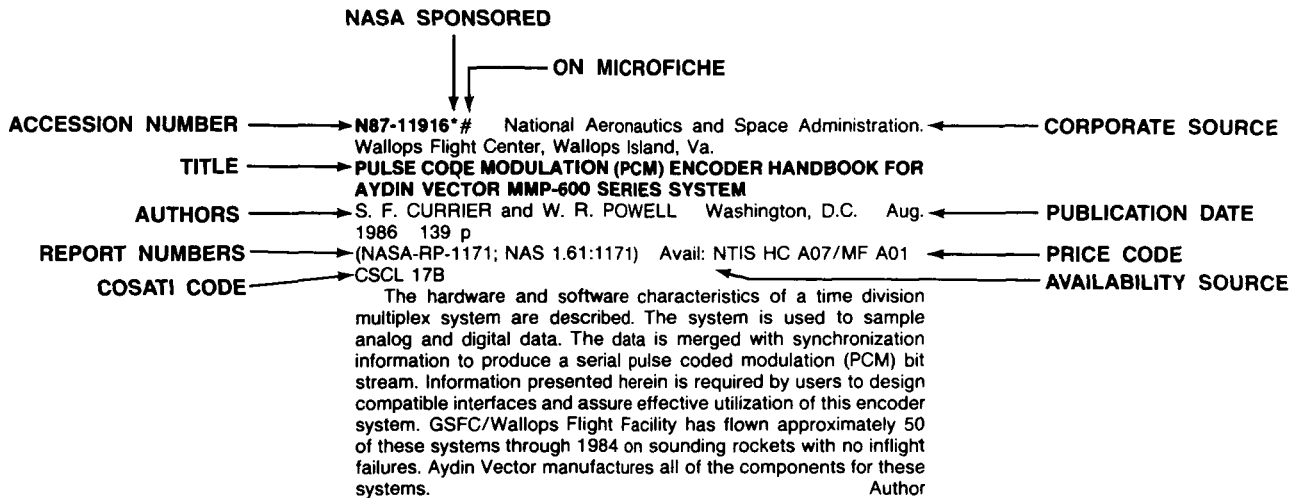 NASA SPONSORED
ON MICROFICHE
ACCESSION NUMBER N87-11916*# National Aeronautics and Space Administration. CORPORATE SOURCE
Wallops Flight Center, Wallops Island, Va.
TITLE PULSE CODE MODULATION (PCM) ENCODER HANDBOOK FOR
AYDIN VECTOR MMP-600 SERIES SYSTEM
AUTHORS S. F. CURRIER and W. R. POWELL Washington, D.C. Aug. PUBLICATION DATE
1986 139 p
REPORT NUMBERS (NASA-RP-1171; NAS 1.61:1171) Avail: NTIS HC A07/MF A01 PRICE CODE
COSATI CODE CSCL 17B AVAILABILITY SOURCE
The hardware and software characteristics of a time division
multiplex system are described. The system is used to sample
analog and digital data. The data is merged with synchronization
information to produce a serial pulse coded modulation (PCM) bit
stream. Information presented herein is required by users to design
compatible interfaces and assure effective utilization of this encoder
system. GSFC/Wallops Flight Facility has flown approximately 50
of these systems through 1984 on sounding rockets with no inflight
failures. Aydin Vector manufactures all of the components for these
systems. Author